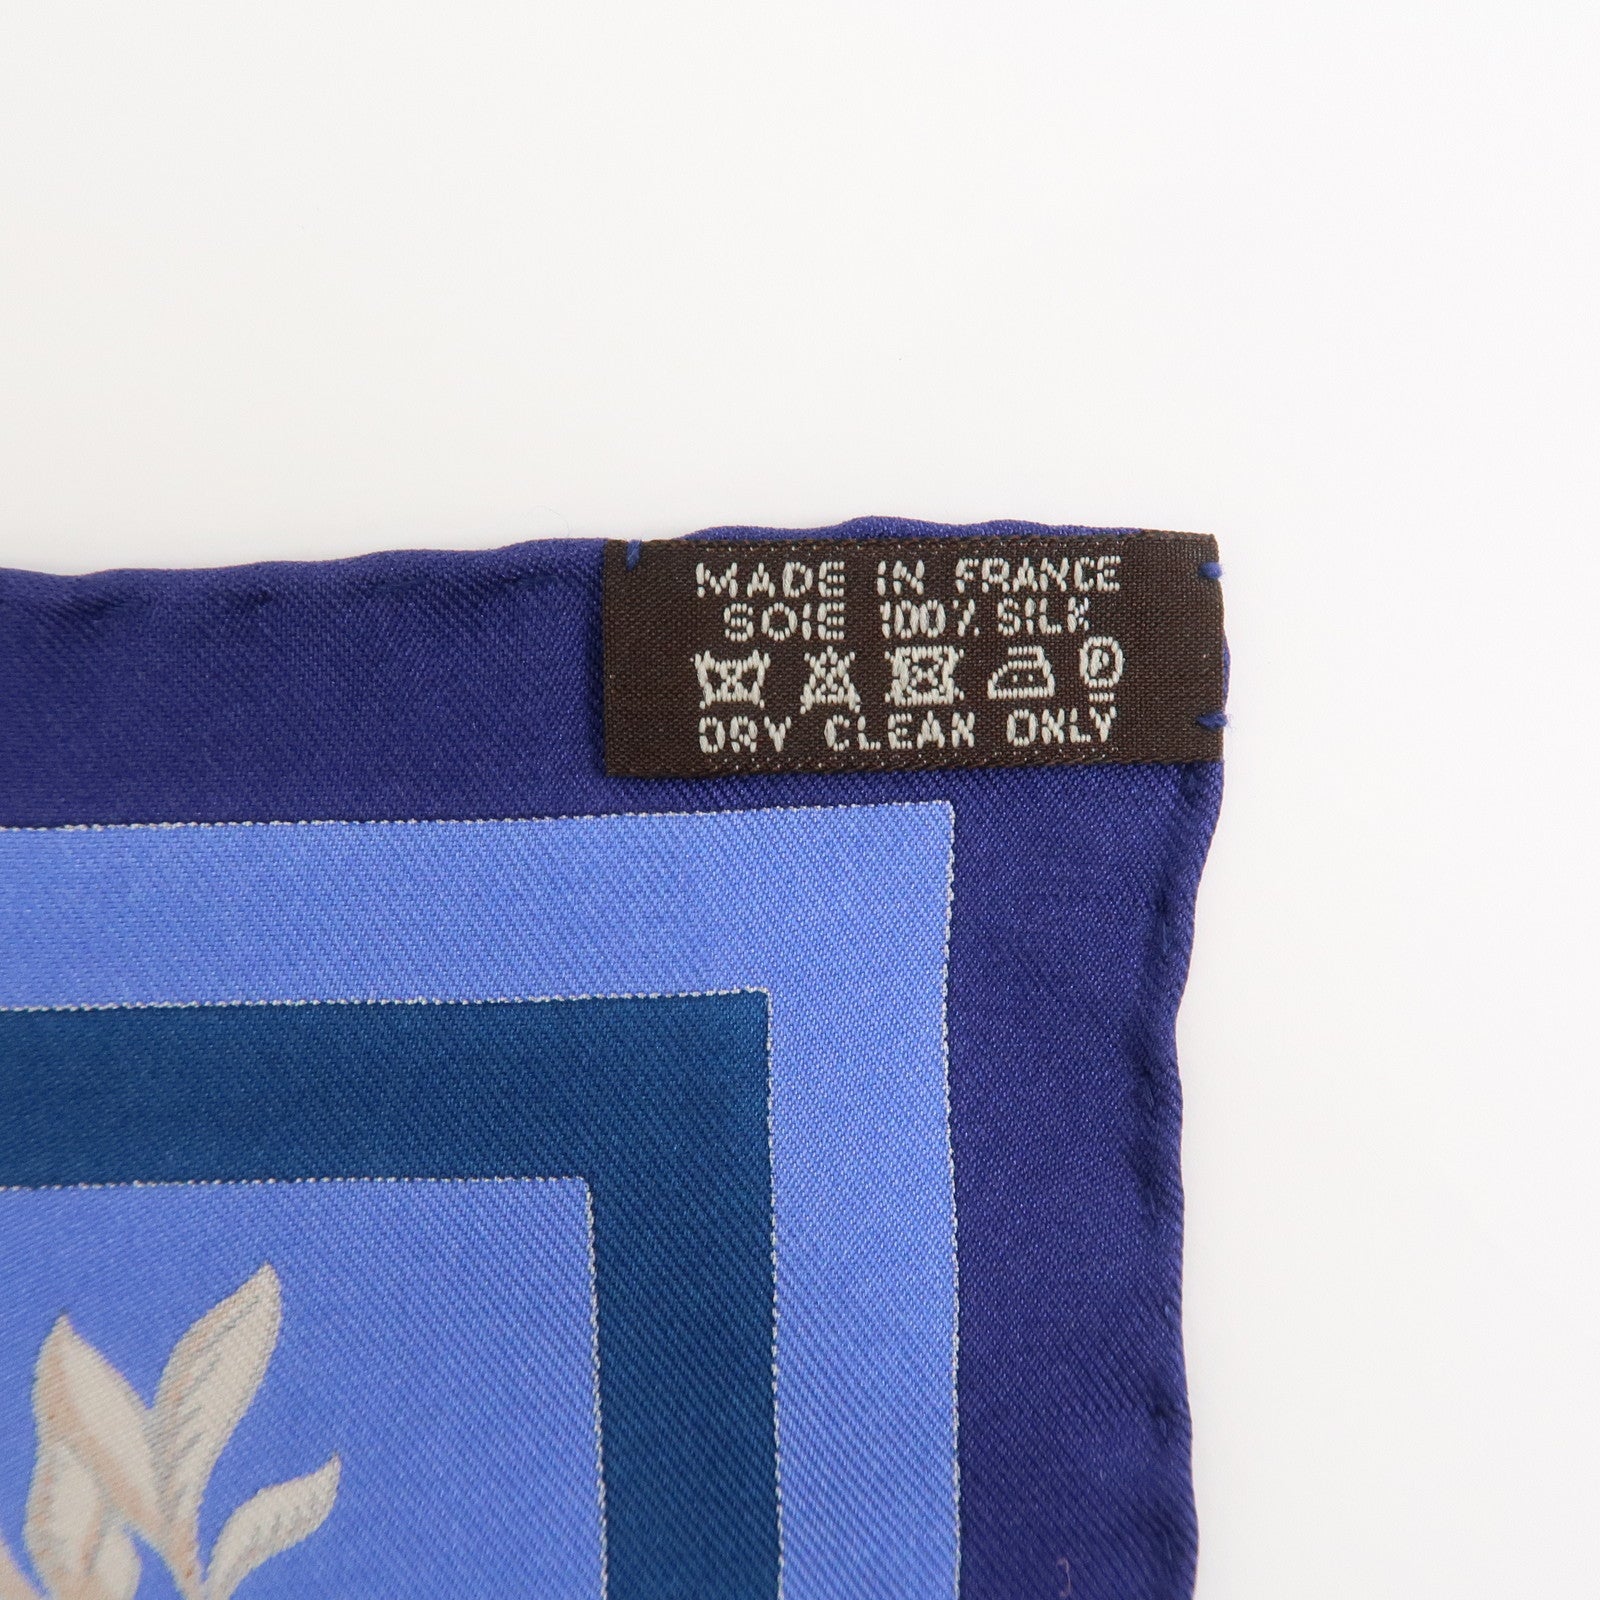 MADE IN FRANCE
SOIE 100% SILK
P
DRY CLEAN ONLY